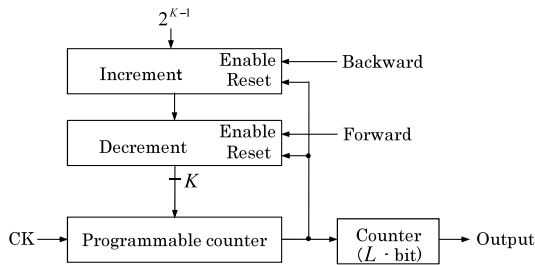 2^{K−1}
Increment
Enable
Reset
Backward
Decrement
Enable
Reset
Forward
K
CK
Programmable counter
Counter
(L - bit)
Output